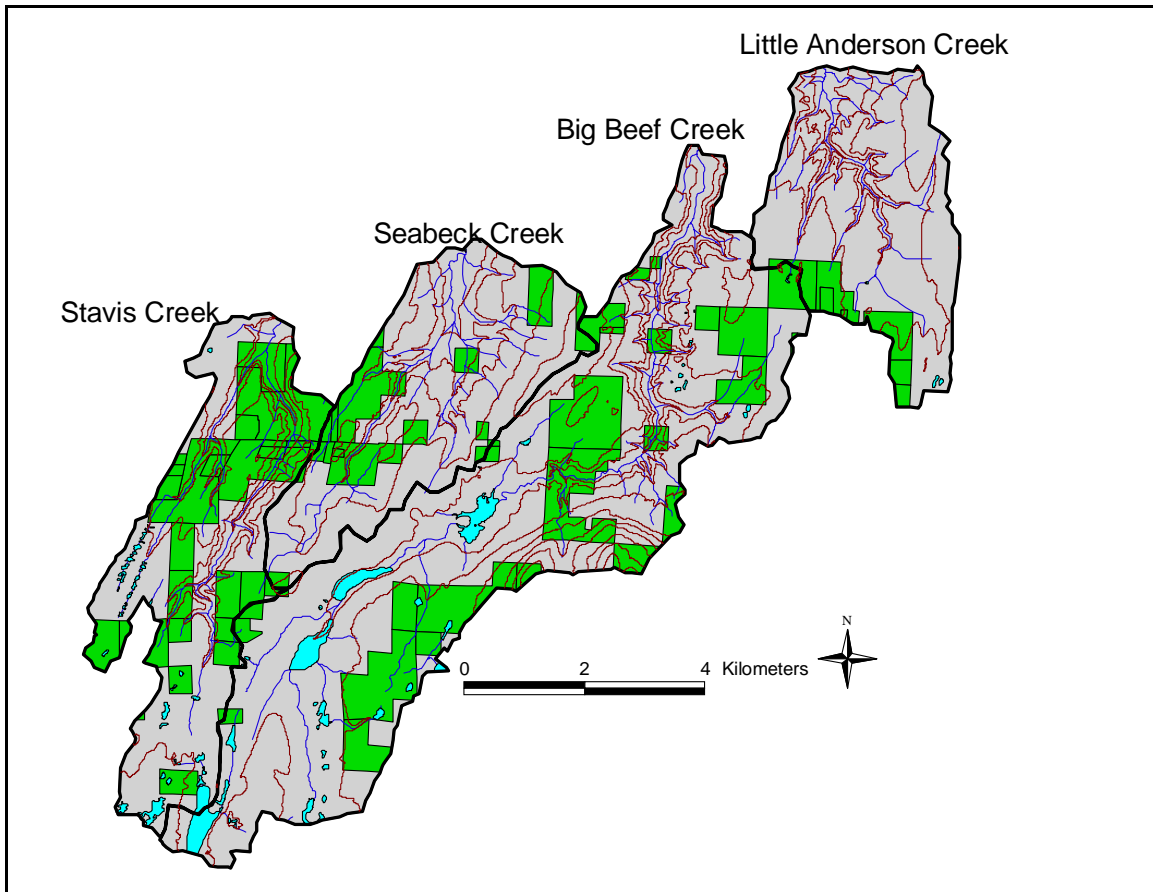 Little Anderson Creek
Big Beef Creek
Seabeck Creek
Stavis Creek
N
0 2 4 Kilometers